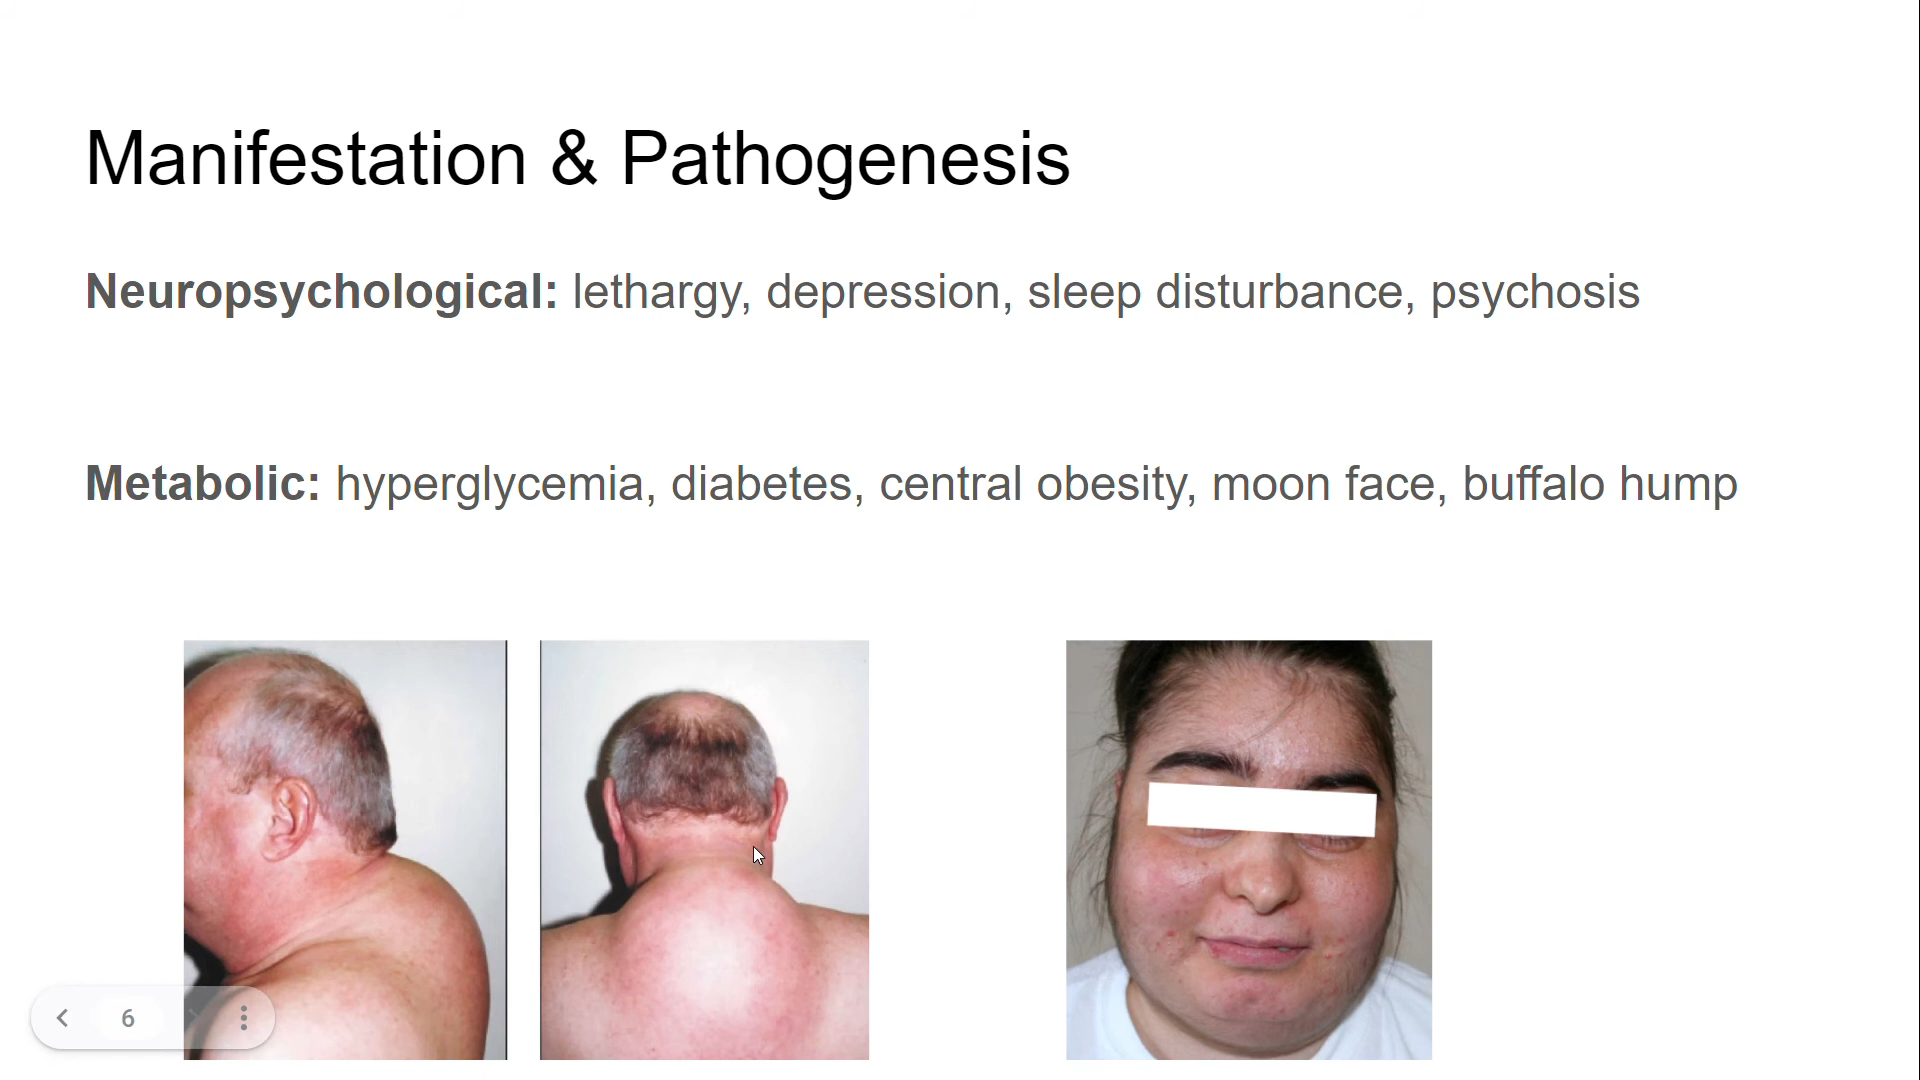 Manifestation & Pathogenesis
Neuropsychological: lethargy, depression, sleep disturbance, psychosis
Metabolic: hyperglycemia, diabetes, central obesity, moon face, buffalo hump
6